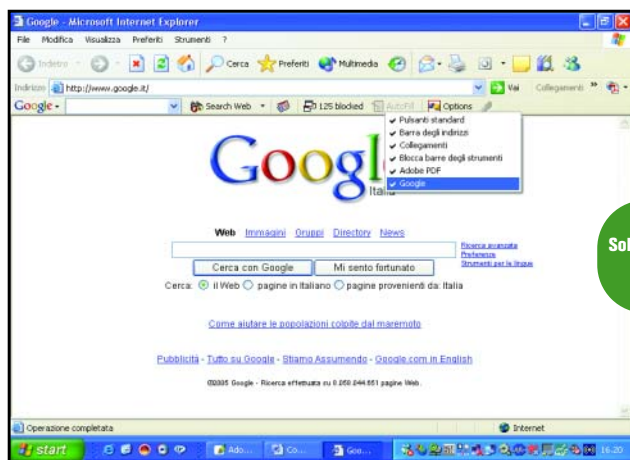 Google - Microsoft Internet Explorer
File Modifica Visualizza Preferiti Strumenti ?
Indietro Cerca Preferiti Multimedia
Indirizzo http://www.google.it/ Vai Collegamenti »
Google Search Web 125 blocked AutoFill Options
Pulsanti standard
Barra degli indirizzi
Collegamenti
Blocca barre degli strumenti
Adobe PDF
Google
Google
Italia
Web Immagini Gruppi Directory News
Ricerca avanzata
Preferenze
Strumenti per le lingue
Cerca con Google Mi sento fortunato
Cerca: il Web pagine in Italiano pagine provenienti da: Italia
Come aiutare le popolazioni colpite dal maremoto
Pubblicità - Tutto su Google - Stiamo Assumendo - Google.com in English
©2005 Google - Ricerca effettuata su 8.058.044.651 pagine Web.
Operazione completata Internet
start Ado... Co... Goo... 16.20
Sol